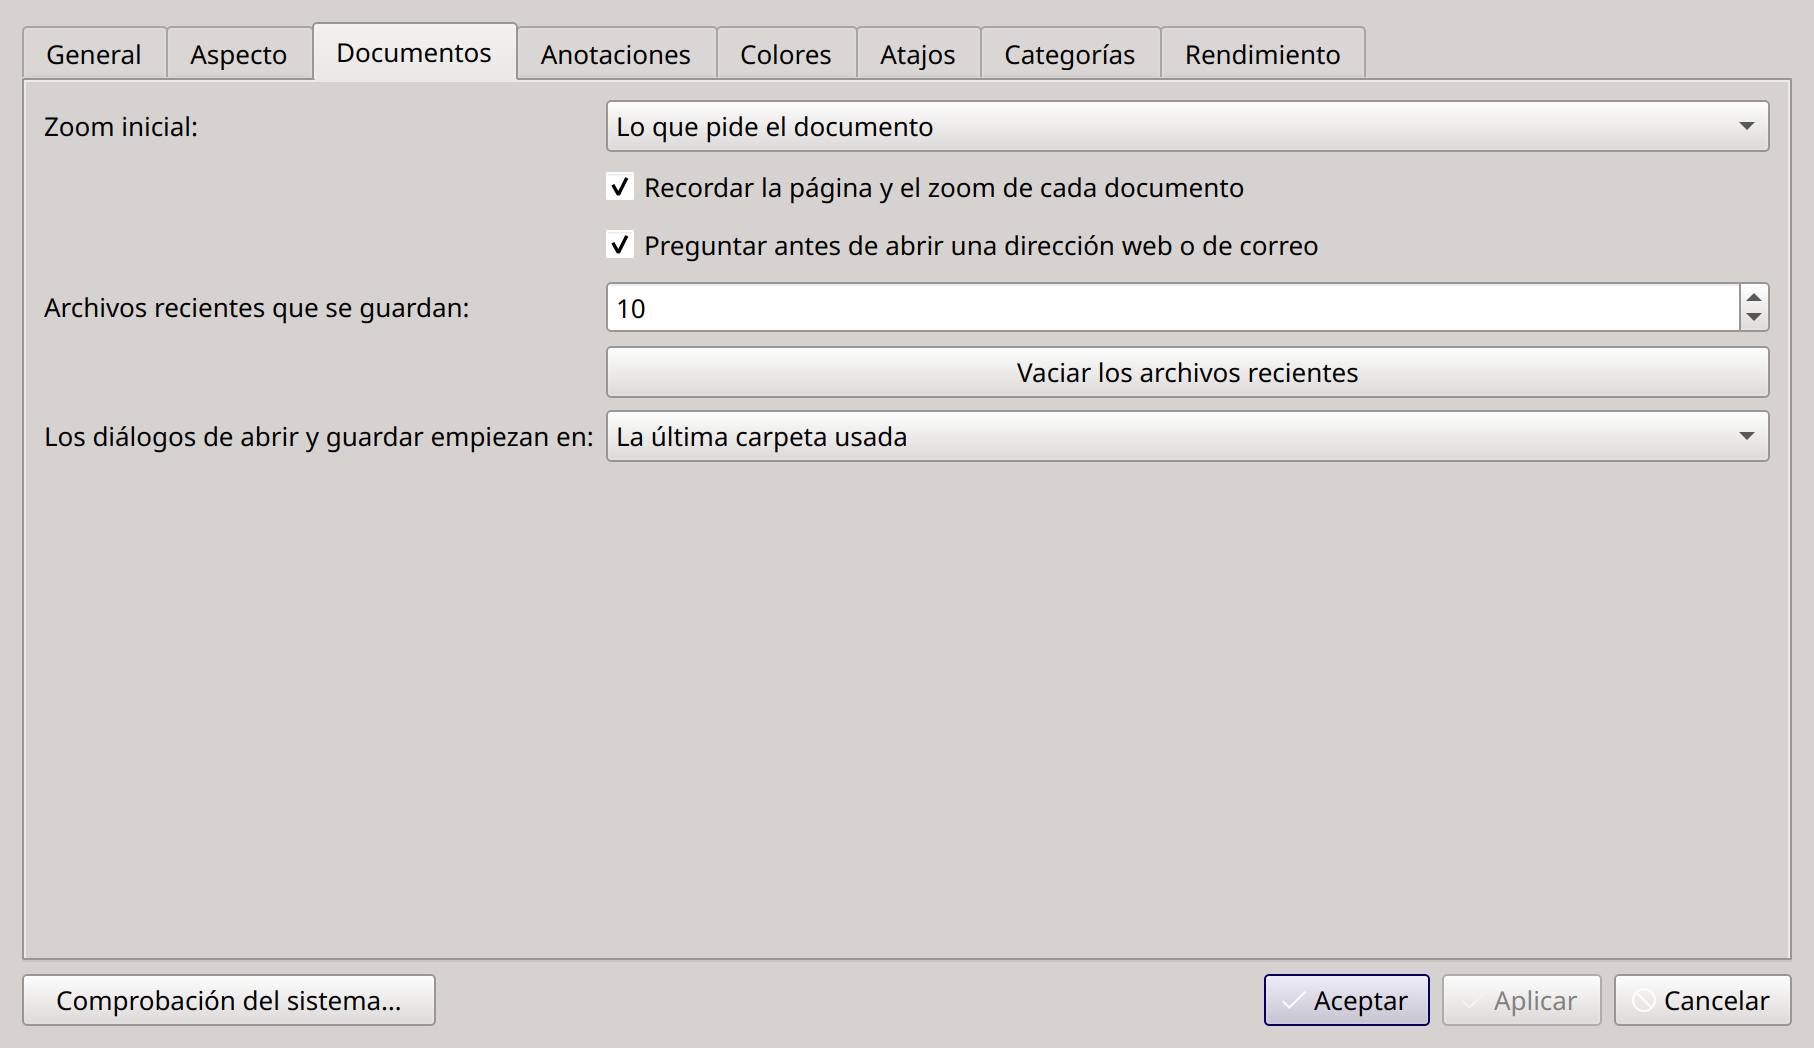 General Aspecto Documentos Anotaciones Colores Atajos Categorías Rendimiento
Zoom inicial: Lo que pide el documento
Recordar la página y el zoom de cada documento
Preguntar antes de abrir una dirección web o de correo
Archivos recientes que se guardan: 10
Vaciar los archivos recientes
Los diálogos de abrir y guardar empiezan en: La última carpeta usada
Comprobación del sistema... Aceptar Aplicar Cancelar